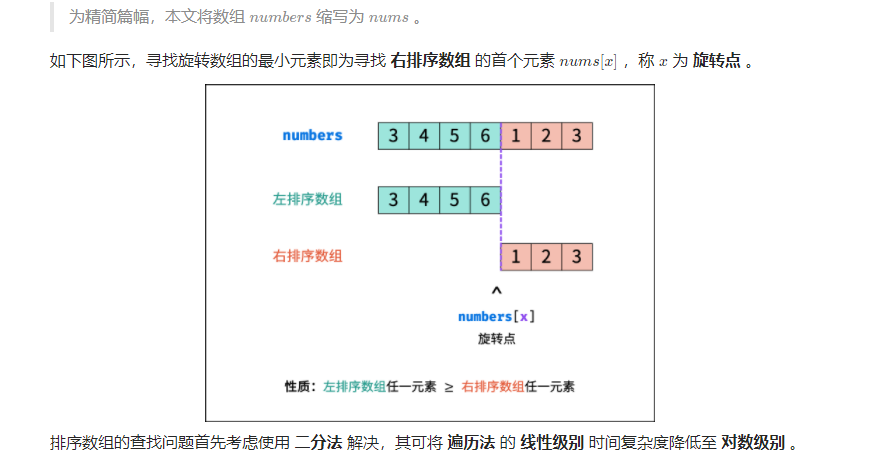 为精简篇幅，本文将数组 numbers 缩写为 nums 。
如下图所示，寻找旋转数组的最小元素即为寻找 右排序数组 的首个元素 nums[x] ，称 x 为 旋转点 。
numbers 3 4 5 6 1 2 3
左排序数组 3 4 5 6
右排序数组 1 2 3
^
numbers[x]
旋转点
性质：左排序数组任一元素 ≥ 右排序数组任一元素
排序数组的查找问题首先考虑使用 二分法 解决，其可将 遍历法 的 线性级别 时间复杂度降低至 对数级别 。